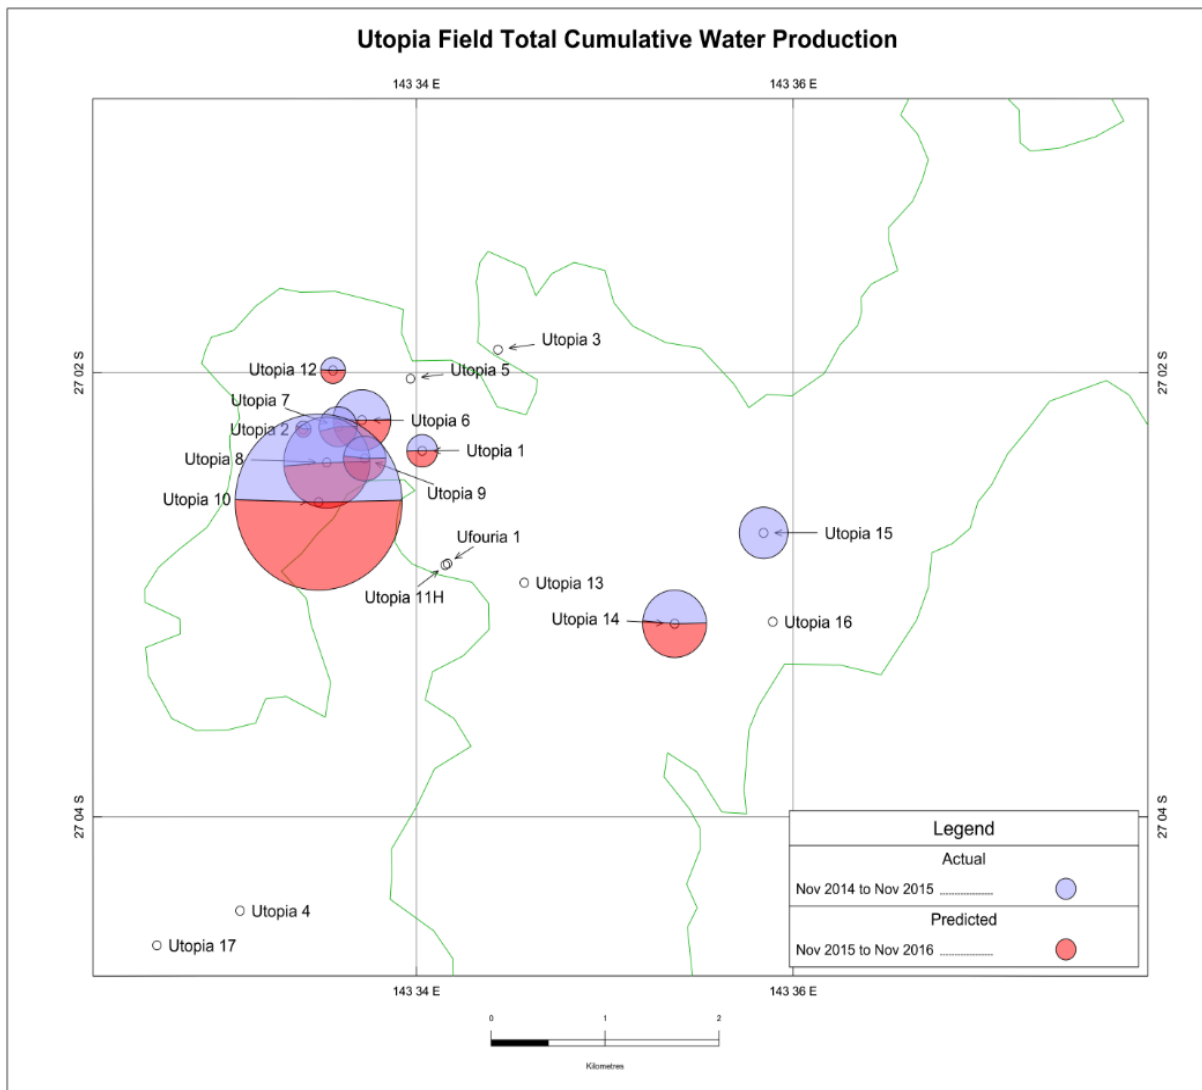 Utopia Field Total Cumulative Water Production
143 34 E
143 36 E
Utopia 3
27 02 S
27 02 S
Utopia 12
Utopia 5
Utopia 7
Utopia 6
Utopia 2
Utopia 1
Utopia 8
Utopia 9
Utopia 10
Utopia 15
Ufouria 1
Utopia 13
Utopia 11H
Utopia 14
Utopia 16
27 04 S
27 04 S
Legend
Actual
Nov 2014 to Nov 2015 ..................
Predicted
Nov 2015 to Nov 2016 ..................
Utopia 4
Utopia 17
143 34 E
143 36 E
0 1 2
Kilometres